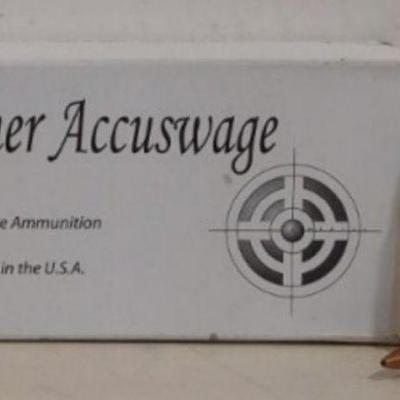 ner Accuswage
e Ammunition
in the U.S.A.